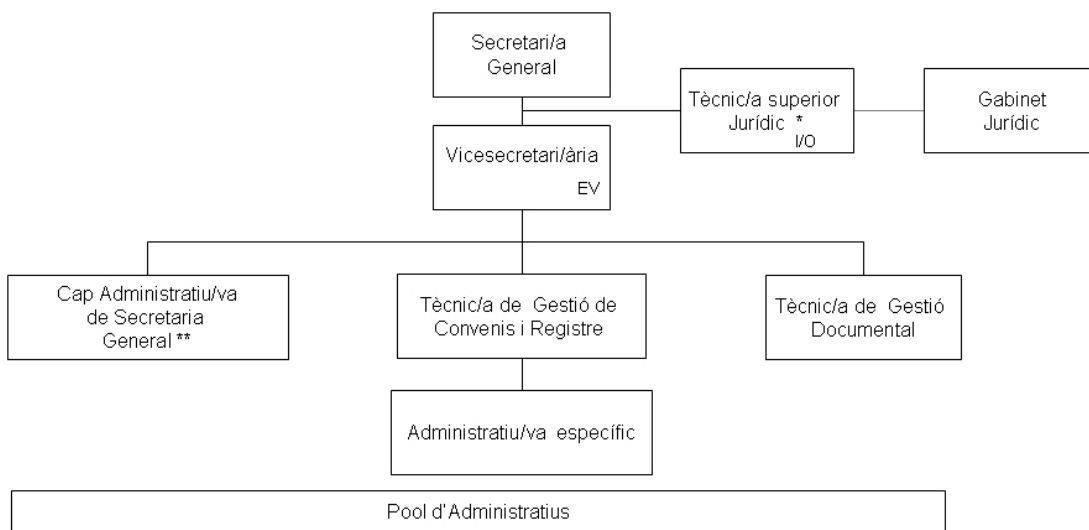 Secretari/a
General
Tècnic/a superior
Jurídic *
I/O
Gabinet
Jurídic
Vicesecretari/ària
EV
Cap Administratiu/va
de Secretaria
General **
Tècnic/a de Gestió de
Convenis i Registre
Tècnic/a de Gestió
Documental
Administratiu/va específic
Pool d'Administratius